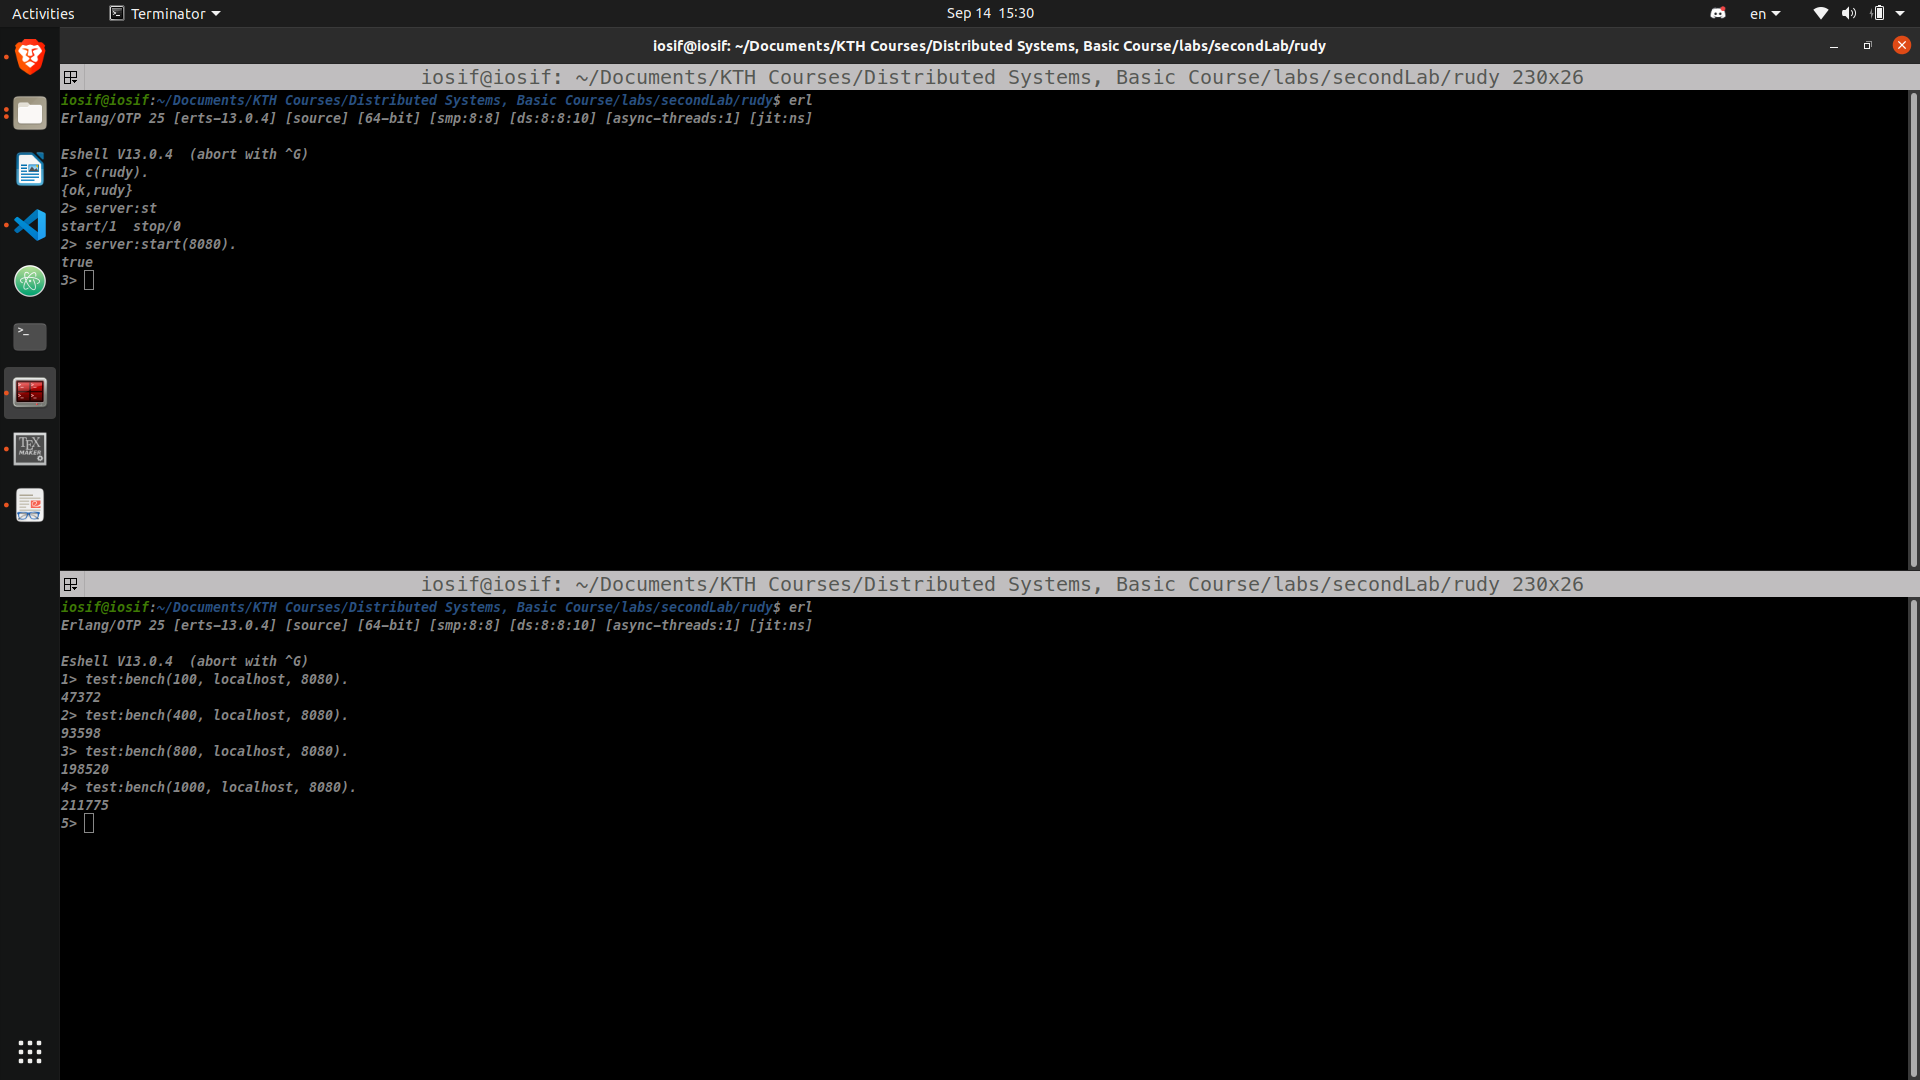 Activities
Terminator
Sep 14 15:30
en
iosif@iosif: ~/Documents/KTH Courses/Distributed Systems, Basic Course/labs/secondLab/rudy
iosif@iosif: ~/Documents/KTH Courses/Distributed Systems, Basic Course/labs/secondLab/rudy 230x26
iosif@iosif:~/Documents/KTH Courses/Distributed Systems, Basic Course/labs/secondLab/rudy$ erl
Erlang/OTP 25 [erts-13.0.4] [source] [64-bit] [smp:8:8] [ds:8:8:10] [async-threads:1] [jit:ns]
Eshell V13.0.4  (abort with ^G)
1> c(rudy).
{ok,rudy}
2> server:st
start/1  stop/0
2> server:start(8080).
true
3>
TEX
MAKER
iosif@iosif: ~/Documents/KTH Courses/Distributed Systems, Basic Course/labs/secondLab/rudy 230x26
iosif@iosif:~/Documents/KTH Courses/Distributed Systems, Basic Course/labs/secondLab/rudy$ erl
Erlang/OTP 25 [erts-13.0.4] [source] [64-bit] [smp:8:8] [ds:8:8:10] [async-threads:1] [jit:ns]
Eshell V13.0.4  (abort with ^G)
1> test:bench(100, localhost, 8080).
47372
2> test:bench(400, localhost, 8080).
93598
3> test:bench(800, localhost, 8080).
198520
4> test:bench(1000, localhost, 8080).
211775
5>